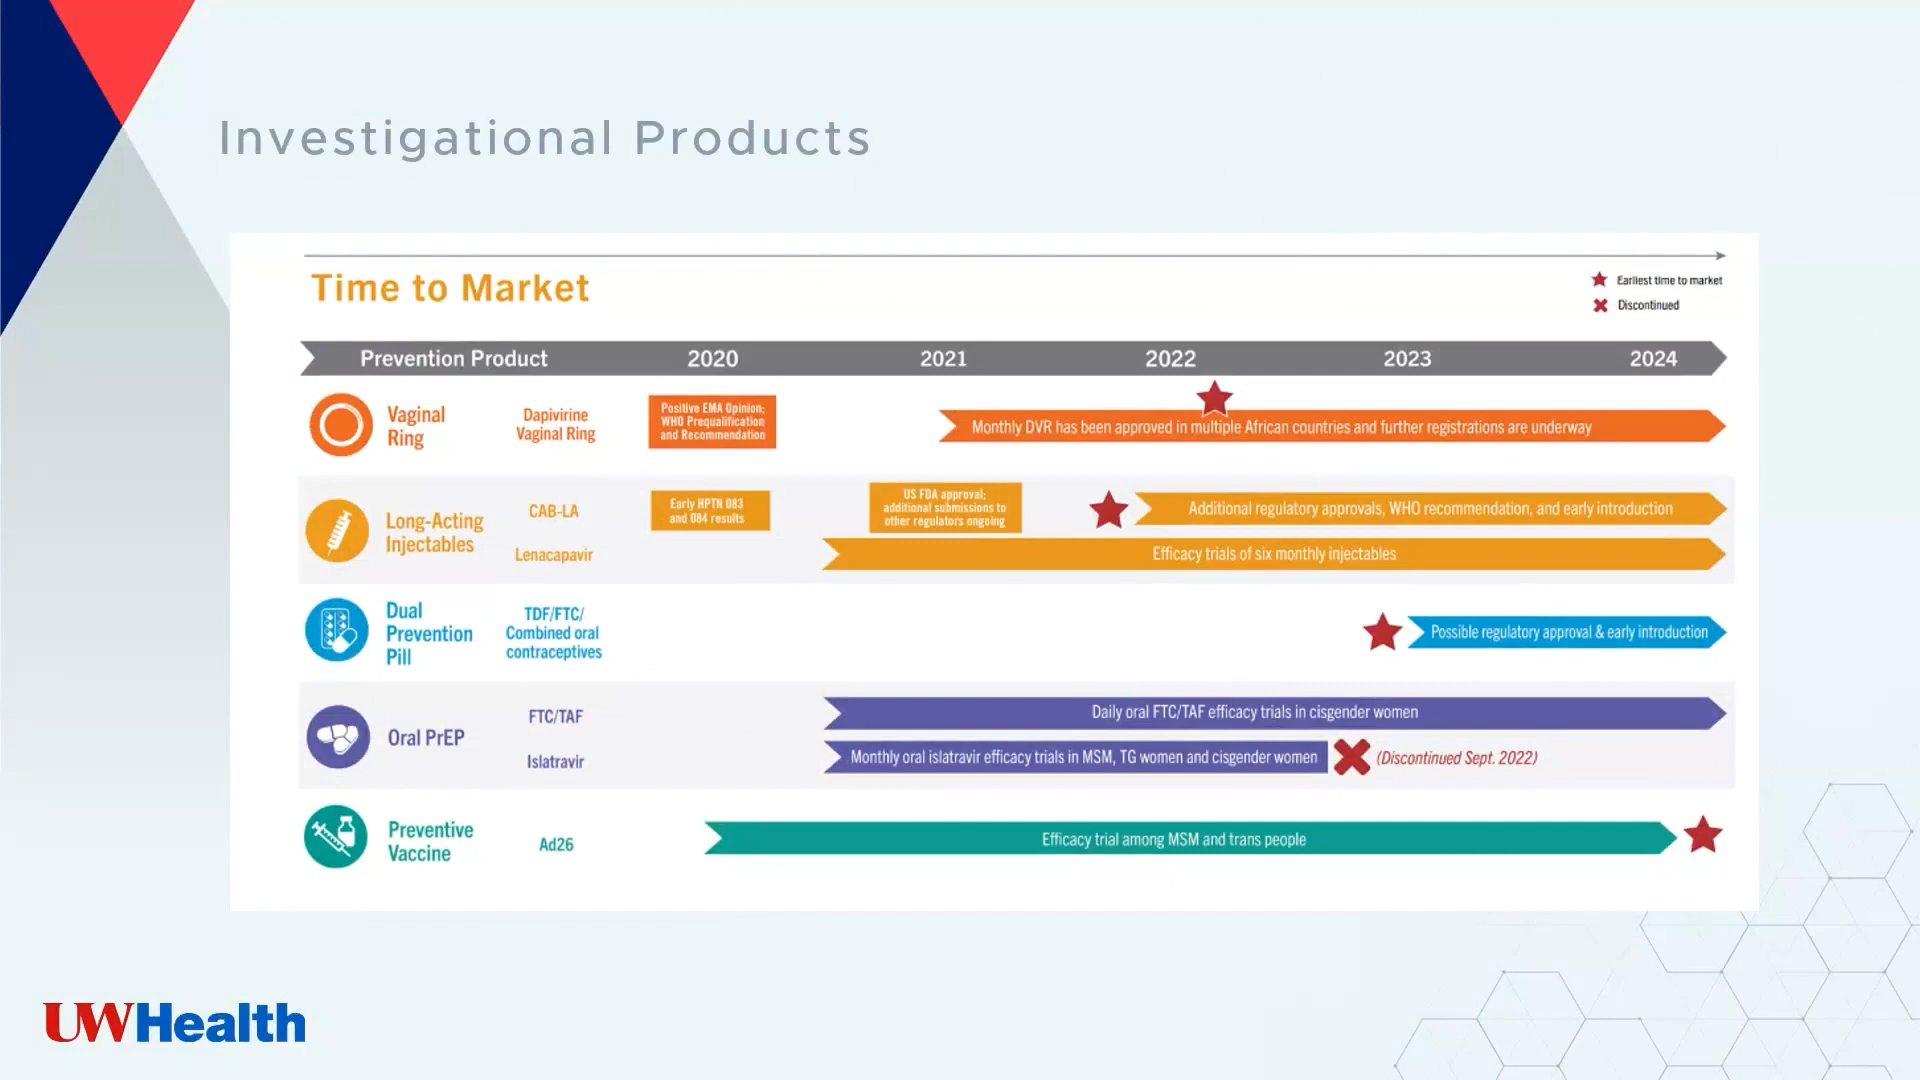 Investigational Products
Time to Market
Earliest time to market
Discontinued
Prevention Product 2020 2021 2022 2023 2024
Vaginal
Ring
Dapivirine
Vaginal Ring
Positive EMA Opinion;
WHO Prequalification
and Recommendation
Monthly DVR has been approved in multiple African countries and further registrations are underway
Long-Acting
Injectables
CAB-LA
Early HPTN 083
and 084 results
US FDA approval;
additional submissions to
other regulators ongoing
Additional regulatory approvals, WHO recommendation, and early introduction
Lenacapavir
Efficacy trials of six monthly injectables
Dual
Prevention
Pill
TDF/FTC/
Combined oral
contraceptives
Possible regulatory approval & early introduction
Oral PrEP
FTC/TAF
Daily oral FTC/TAF efficacy trials in cisgender women
Islatravir
Monthly oral islatravir efficacy trials in MSM, TG women and cisgender women
(Discontinued Sept. 2022)
Preventive
Vaccine
Ad26
Efficacy trial among MSM and trans people
UWHealth